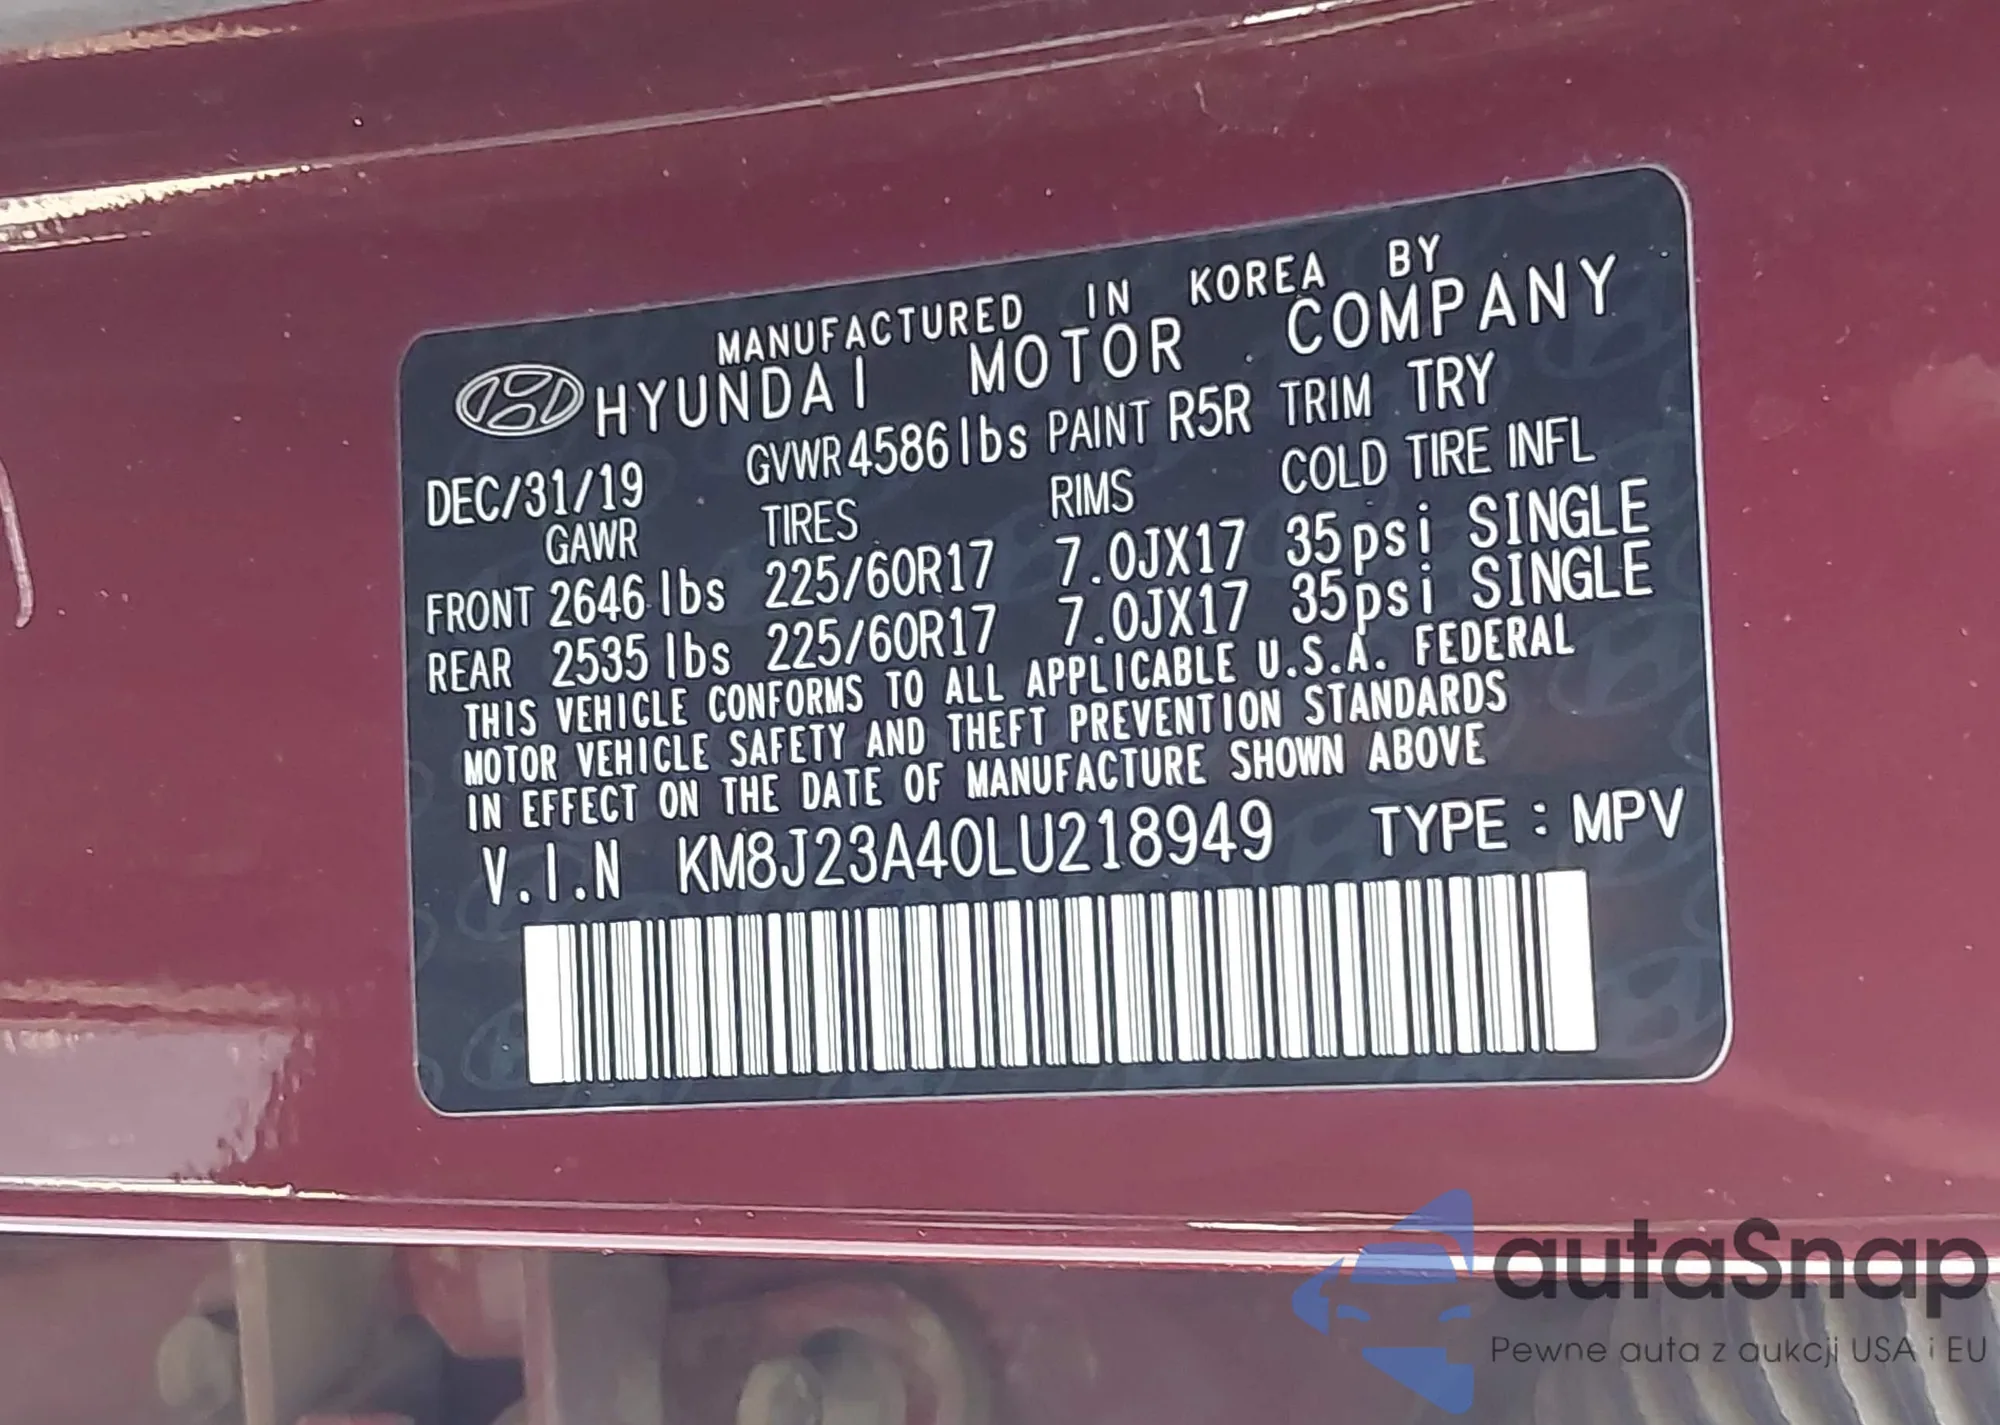 MANUFACTURED IN KOREA BY
HYUNDAI MOTOR COMPANY
DEC/31/19 GVWR 4586 lbs PAINT R5R TRIM TRY
GAWR TIRES RIMS COLD TIRE INFL
FRONT 2646 lbs 225/60R17 7.0JX17 35psi SINGLE
REAR 2535 lbs 225/60R17 7.0JX17 35psi SINGLE
THIS VEHICLE CONFORMS TO ALL APPLICABLE U.S.A. FEDERAL
MOTOR VEHICLE SAFETY AND THEFT PREVENTION STANDARDS
IN EFFECT ON THE DATE OF MANUFACTURE SHOWN ABOVE
V.I.N KM8J23A40LU218949 TYPE : MPV
autaSnap
Pewne auta z aukcji USA i EU